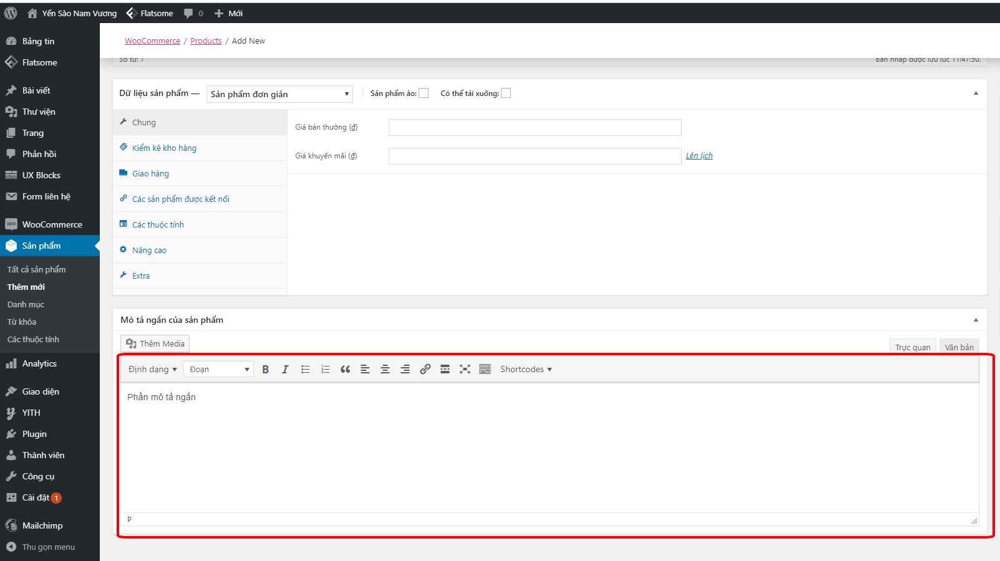 Yến Sào Nam Vương Flatsome 0 Mới
Bảng tin
Flatsome
Bài viết
Thư viện
Trang
Phản hồi
UX Blocks
Form liên hệ
WooCommerce
Sản phẩm
Tất cả sản phẩm
Thêm mới
Danh mục
Từ khóa
Các thuộc tính
Analytics
Giao diện
YITH
Plugin
Thành viên
Công cụ
Cài đặt 1
Mailchimp
Thu gọn menu
WooCommerce / Products / Add New
Số từ: 7
Bản nháp được lưu lúc 11:47:50.
Dữ liệu sản phẩm — Sản phẩm đơn giản Sản phẩm ảo: Có thể tải xuống:
Chung
Kiểm kê kho hàng
Giao hàng
Các sản phẩm được kết nối
Các thuộc tính
Nâng cao
Extra
Giá bán thường (₫)
Giá khuyến mãi (₫) Lên lịch
Mô tả ngắn của sản phẩm
Thêm Media
Trực quan Văn bản
Định dạng Đoạn B I Shortcodes
Phần mô tả ngắn
P